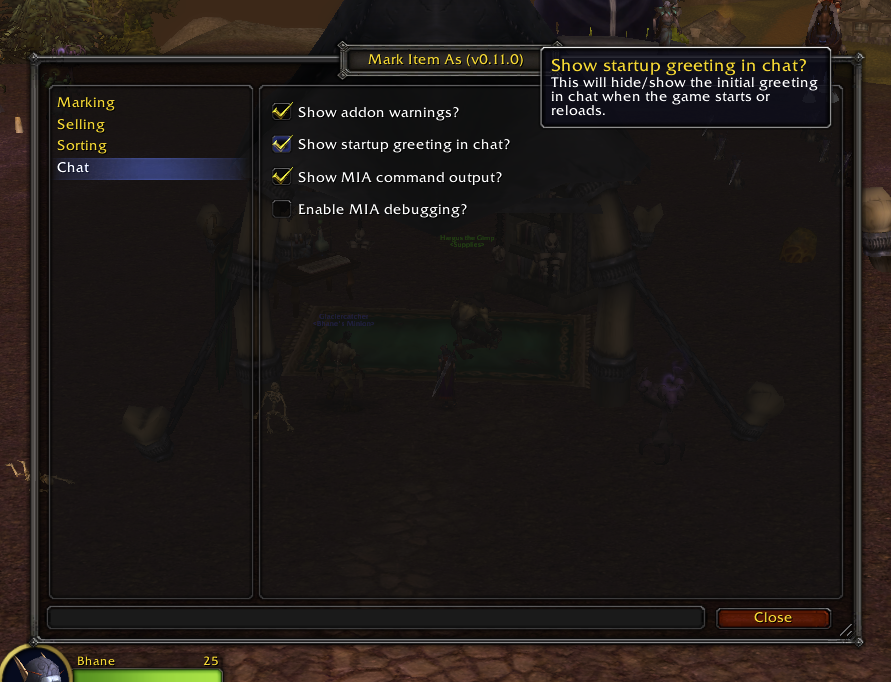 Mark Item As (v0.11.0)
Show startup greeting in chat?
This will hide/show the initial greeting
in chat when the game starts or
reloads.
Marking
Selling
Sorting
Chat
Show addon warnings?
Show startup greeting in chat?
Show MIA command output?
Enable MIA debugging?
Close
Bhane 25